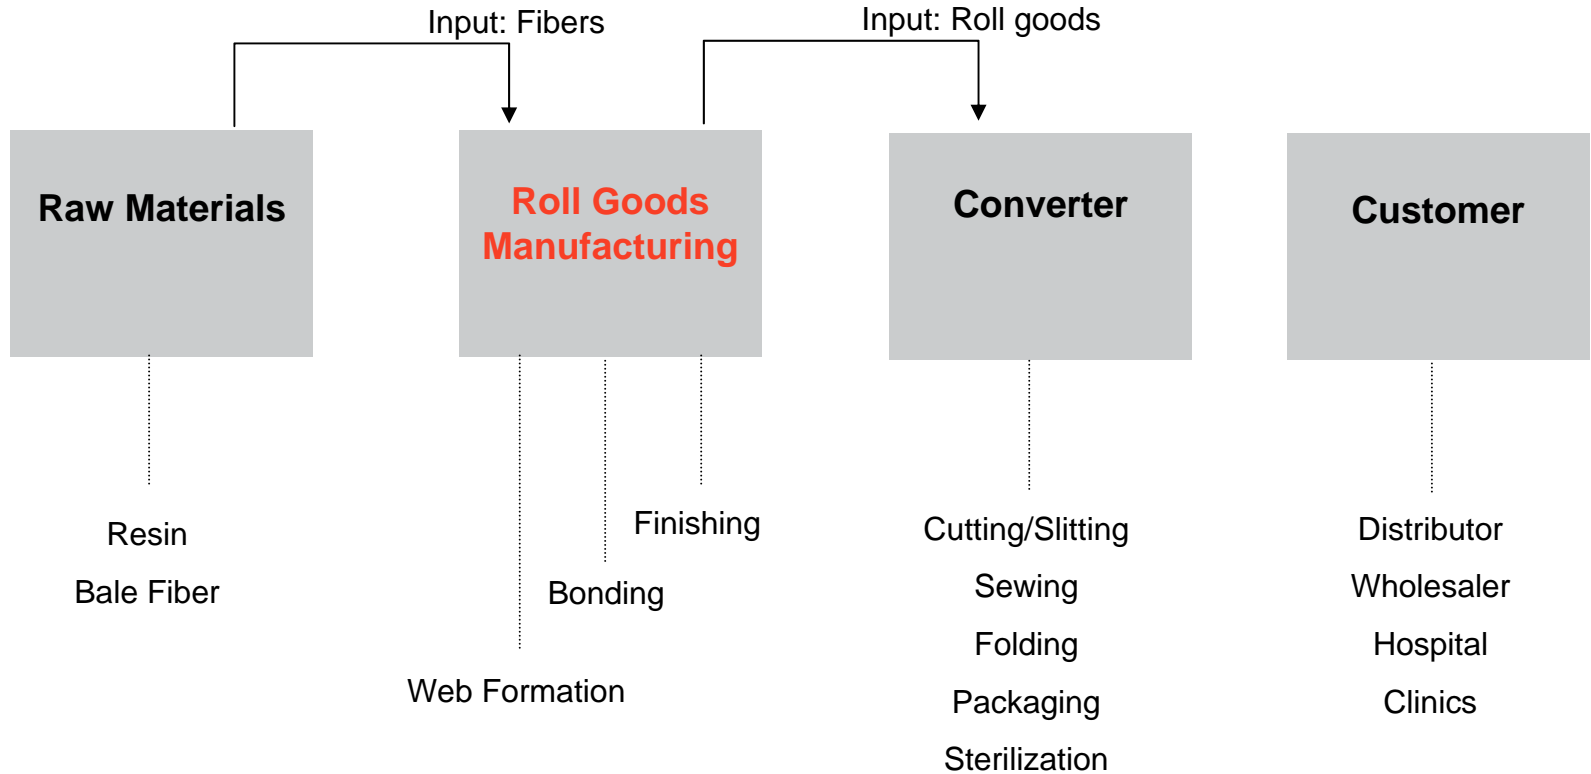 Input: Fibers
Input: Roll goods
Raw Materials
Roll Goods
Manufacturing
Converter
Customer
Resin
Bale Fiber
Finishing
Bonding
Web Formation
Cutting/Slitting
Sewing
Folding
Packaging
Sterilization
Distributor
Wholesaler
Hospital
Clinics